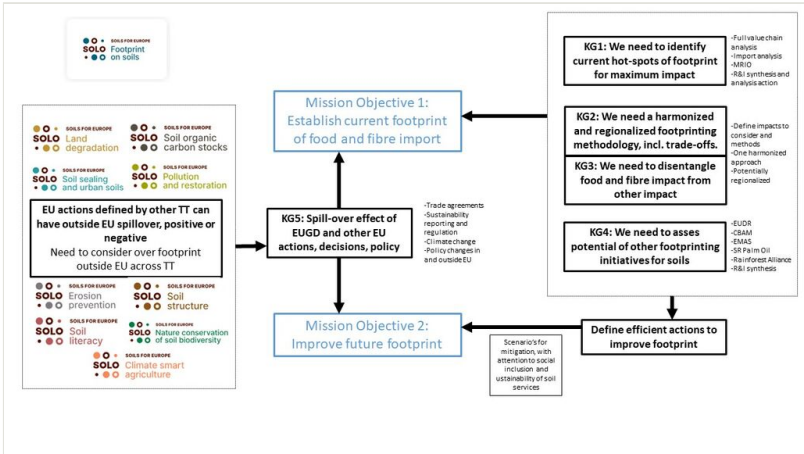 SOILS FOR EUROPE
SOLO
Footprint
on soils
SOILS FOR EUROPE
SOLO
Land
degradation
SOILS FOR EUROPE
SOLO
Soil organic
carbon stocks
SOILS FOR EUROPE
SOLO
Soil sealing
and urban soils
SOILS FOR EUROPE
SOLO
Pollution
and restoration
EU actions defined by other TT can
have outside EU spillover, positive or
negative
Need to consider over footprint
outside EU across TT
SOILS FOR EUROPE
SOLO
Erosion
prevention
SOILS FOR EUROPE
SOLO
Soil
structure
SOILS FOR EUROPE
SOLO
Soil
literacy
SOILS FOR EUROPE
SOLO
Nature conservation
of soil biodiversity
SOILS FOR EUROPE
SOLO
Climate smart
agriculture
Mission Objective 1:
Establish current footprint
of food and fibre import
KG5: Spill-over effect of
EUGD and other EU
actions, decisions, policy
-Trade agreements
-Sustainability
reporting and
regulation
-Climate change
-Policy changes in
and outside EU
Mission Objective 2:
Improve future footprint
KG1: We need to identify
current hot-spots of footprint
for maximum impact
-Full value chain
analysis
-Import analysis
-MRIO
-R&I synthesis and
analysis action
KG2: We need a harmonized
and regionalized footprinting
methodology, incl. trade-offs.
KG3: We need to disentangle
food and fibre impact from
other impact
-Define impacts to
consider and
methods
-One harmonized
approach
-Potentially
regionalized
KG4: We need to asses
potential of other footprinting
initiatives for soils
-EUDR
-CBAM
-EMAS
-SR Palm Oil
-Rainforest Alliance
-R&I synthesis
Define efficient actions to
improve footprint
Scenario's for
mitigation, with
attention to social
inclusion and
ustainability of soil
services